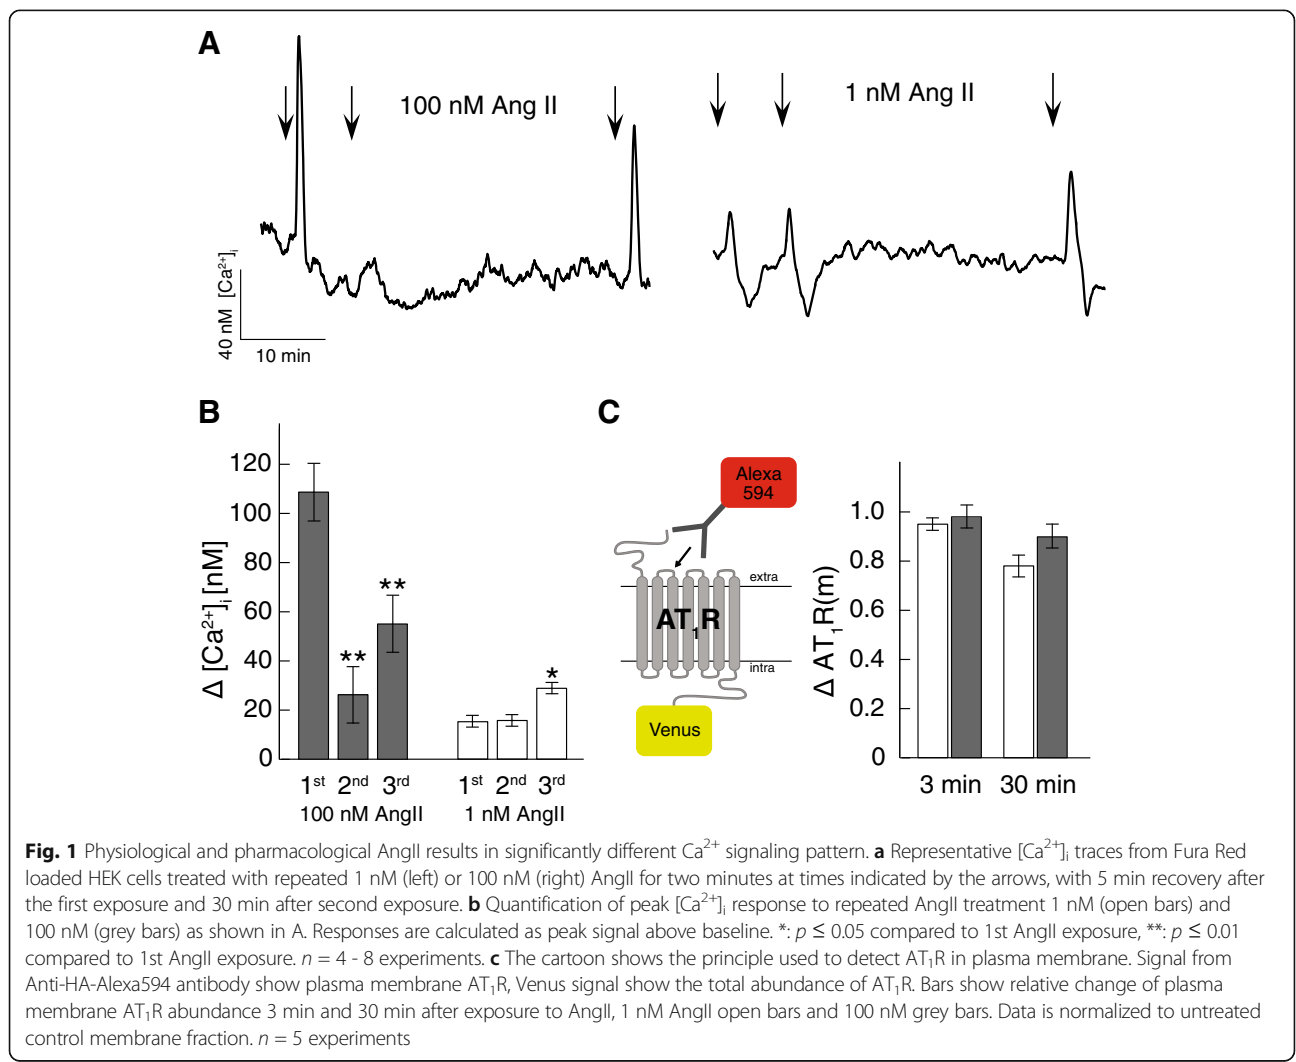 A
100 nM Ang II
1 nM Ang II
40 nM [Ca²⁺]ᵢ
10 min
B
Δ [Ca²⁺]ᵢ [nM]
120
100
80
60
40
20
0
**
**
*
1st 2nd 3rd
100 nM AngII
1st 2nd 3rd
1 nM AngII
C
Alexa
594
extra
AT₁R
intra
Venus
Δ AT₁R(m)
1.0
0.8
0.6
0.4
0.2
0
3 min 30 min
Fig. 1 Physiological and pharmacological AngII results in significantly different Ca²⁺ signaling pattern. a Representative [Ca²⁺]ᵢ traces from Fura Red
loaded HEK cells treated with repeated 1 nM (left) or 100 nM (right) AngII for two minutes at times indicated by the arrows, with 5 min recovery after
the first exposure and 30 min after second exposure. b Quantification of peak [Ca²⁺]ᵢ response to repeated AngII treatment 1 nM (open bars) and
100 nM (grey bars) as shown in A. Responses are calculated as peak signal above baseline. *: p ≤ 0.05 compared to 1st AngII exposure, **: p ≤ 0.01
compared to 1st AngII exposure. n = 4 - 8 experiments. c The cartoon shows the principle used to detect AT₁R in plasma membrane. Signal from
Anti-HA-Alexa594 antibody show plasma membrane AT₁R, Venus signal show the total abundance of AT₁R. Bars show relative change of plasma
membrane AT₁R abundance 3 min and 30 min after exposure to AngII, 1 nM AngII open bars and 100 nM grey bars. Data is normalized to untreated
control membrane fraction. n = 5 experiments